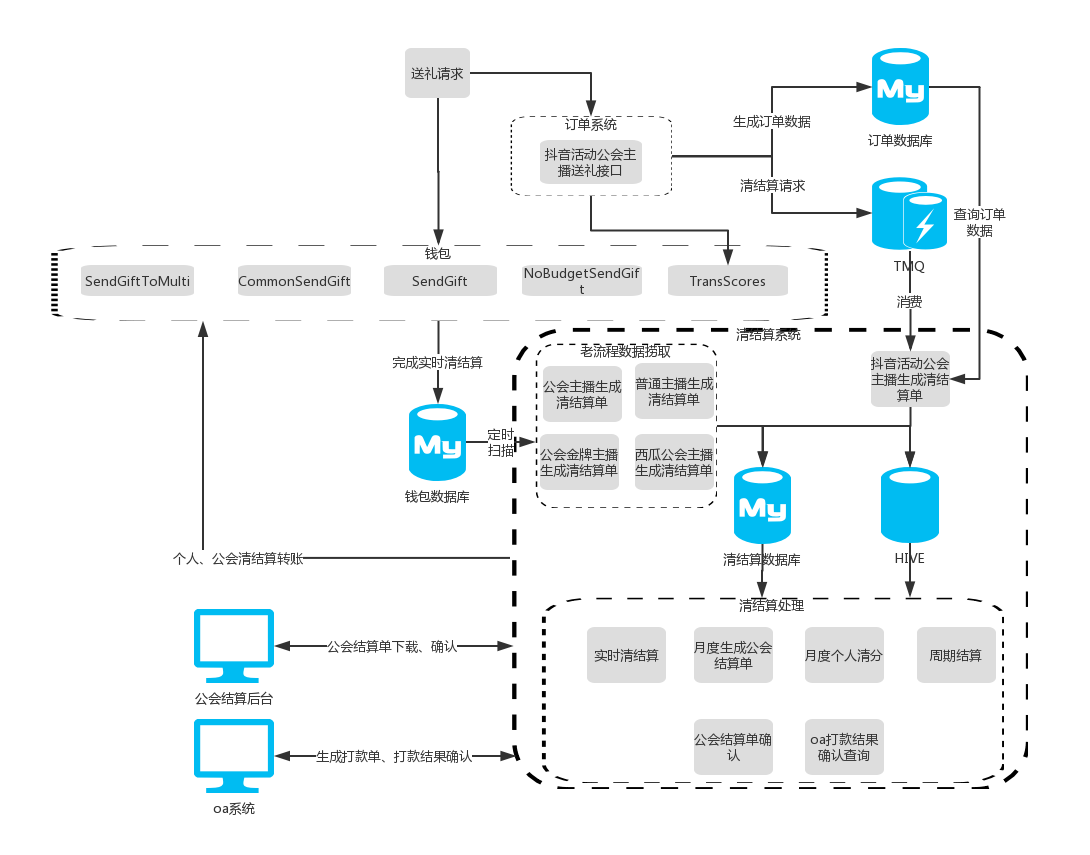 送礼请求
订单系统
抖音活动公会主
播送礼接口
生成订单数据
清结算请求
My
订单数据库
TMQ
查询订单
数据
消费
钱包
SendGiftToMulti
CommonSendGift
SendGift
NoBudgetSendGif
t
TransScores
完成实时清结算
My
钱包数据库
定时
扫描
清结算系统
老流程数据捞取
公会主播生成
清结算单
普通主播生成
清结算单
公会金牌主播
生成清结算单
西瓜公会主播
生成清结算单
抖音活动公会
主播生成清结
算单
My
清结算数据库
HIVE
个人、公会清结算转账
清结算处理
实时清结算
月度生成公会
结算单
月度个人清分
周期结算
公会结算单确
认
oa打款结果
确认查询
公会结算单下载、确认
公会结算后台
生成打款单、打款结果确认
oa系统